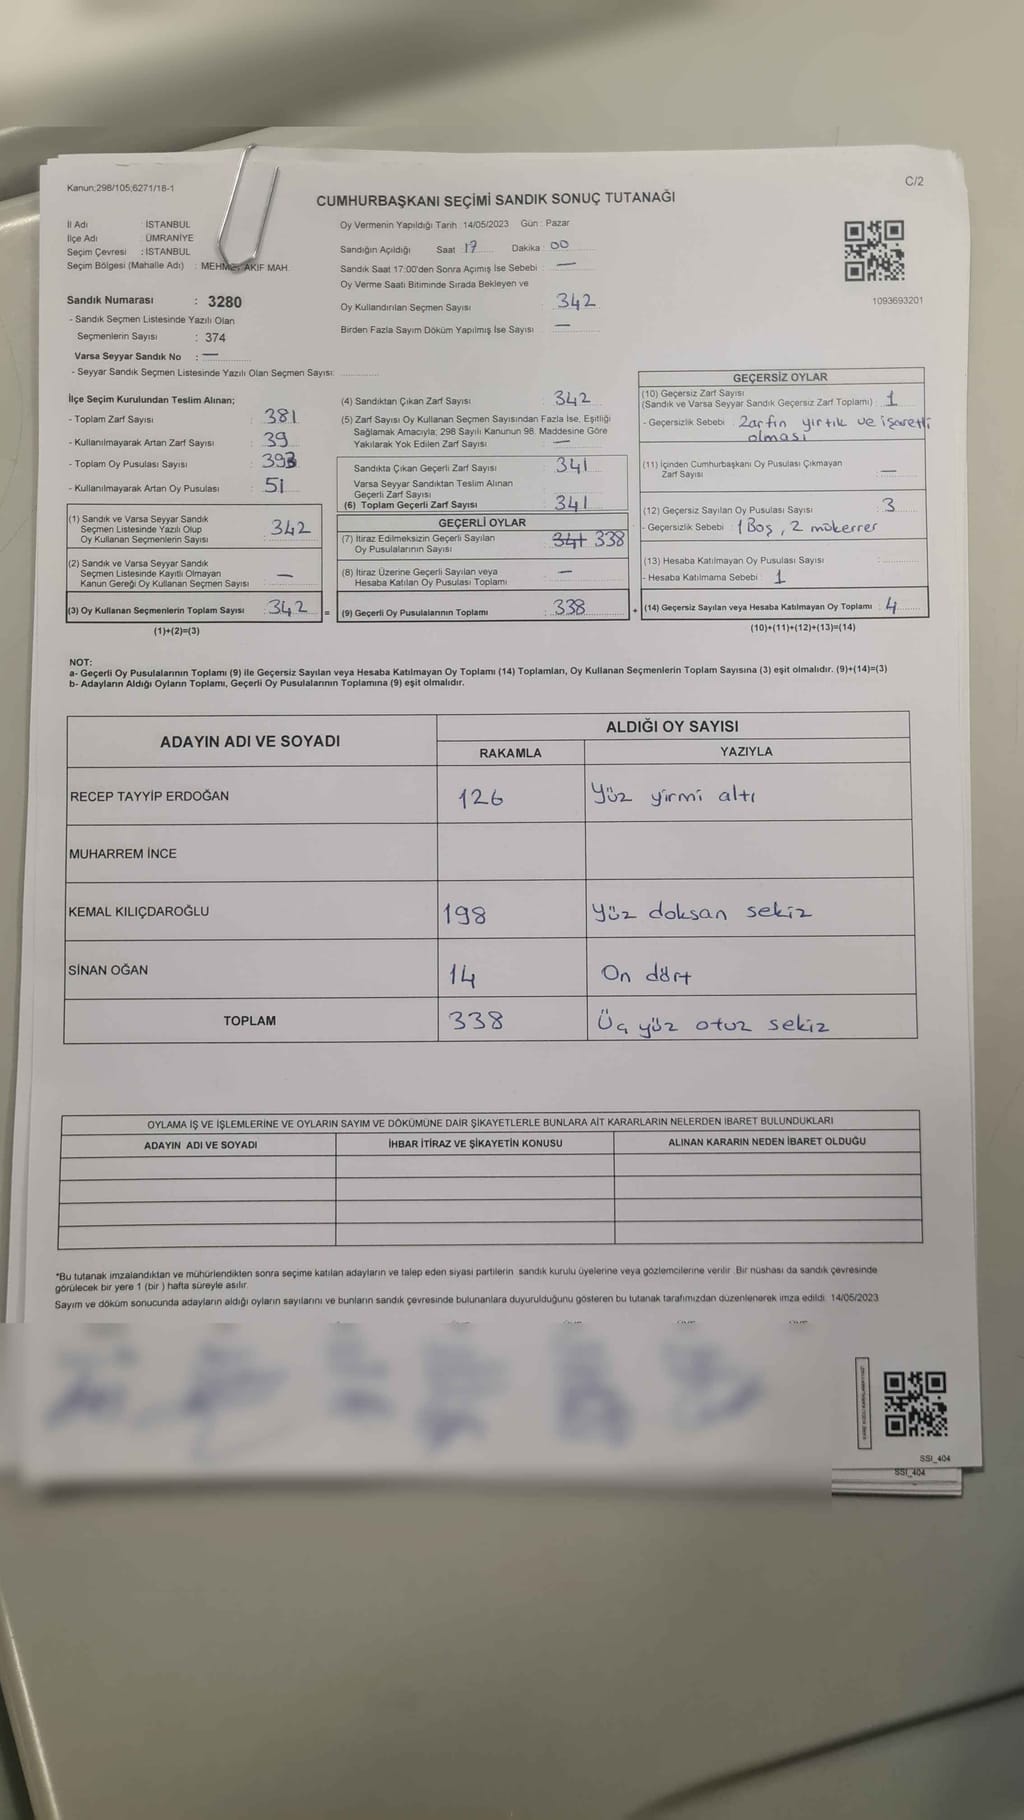 Kanun;298/105;6271/18-1
C/2
CUMHURBAŞKANI SEÇİMİ SANDIK SONUÇ TUTANAĞI
İl Adı : İSTANBUL
İlçe Adı : ÜMRANİYE
Seçim Çevresi : İSTANBUL
Seçim Bölgesi (Mahalle Adı) : MEHMET AKİF MAH.
Sandık Numarası : 3280
- Sandık Seçmen Listesinde Yazılı Olan
Seçmenlerin Sayısı : 374
Varsa Seyyar Sandık No : —
- Seyyar Sandık Seçmen Listesinde Yazılı Olan Seçmen Sayısı:
Oy Vermenin Yapıldığı Tarih : 14/05/2023 Gün : Pazar
Sandığın Açıldığı Saat 17 Dakika : 00
Sandık Saat 17:00'den Sonra Açımış İse Sebebi : —
Oy Verme Saati Bitiminde Sırada Bekleyen ve
Oy Kullandırılan Seçmen Sayısı : 342
Birden Fazla Sayım Döküm Yapılmış İse Sayısı : —
1093693201
İlçe Seçim Kurulundan Teslim Alınan;
- Toplam Zarf Sayısı : 381
- Kullanılmayarak Artan Zarf Sayısı : 39
- Toplam Oy Pusulası Sayısı : 393
- Kullanılmayarak Artan Oy Pusulası : 51
(1) Sandık ve Varsa Seyyar Sandık
Seçmen Listesinde Yazılı Olup
Oy Kullanan Seçmenlerin Sayısı : 342
(2) Sandık ve Varsa Seyyar Sandık
Seçmen Listesinde Kayıtlı Olmayan
Kanun Gereği Oy Kullanan Seçmen Sayısı : —
(3) Oy Kullanan Seçmenlerin Toplam Sayısı : 342 =
(1)+(2)=(3)
(4) Sandıktan Çıkan Zarf Sayısı : 342
(5) Zarf Sayısı Oy Kullanan Seçmen Sayısından Fazla İse, Eşitliği
Sağlamak Amacıyla; 298 Sayılı Kanunun 98. Maddesine Göre
Yakılarak Yok Edilen Zarf Sayısı : —
Sandıkta Çıkan Geçerli Zarf Sayısı : 341
Varsa Seyyar Sandıktan Teslim Alınan
Geçerli Zarf Sayısı
(6) Toplam Geçerli Zarf Sayısı : 341
GEÇERLİ OYLAR
(7) İtiraz Edilmeksizin Geçerli Sayılan
Oy Pusulalarının Sayısı : 341 338
(8) İtiraz Üzerine Geçerli Sayılan veya
Hesaba Katılan Oy Pusulası Toplamı : —
(9) Geçerli Oy Pusulalarının Toplamı : 338 +
GEÇERSİZ OYLAR
(10) Geçersiz Zarf Sayısı
(Sandık ve Varsa Seyyar Sandık Geçersiz Zarf Toplamı) : 1
- Geçersizlik Sebebi : Zarfın yırtık ve işaretli
olması
(11) İçinden Cumhurbaşkanı Oy Pusulası Çıkmayan
Zarf Sayısı : —
(12) Geçersiz Sayılan Oy Pusulası Sayısı : 3
- Geçersizlik Sebebi : 1 Boş, 2 mükerrer
(13) Hesaba Katılmayan Oy Pusulası Sayısı :
- Hesaba Katılmama Sebebi : 1
(14) Geçersiz Sayılan veya Hesaba Katılmayan Oy Toplamı : 4
(10)+(11)+(12)+(13)=(14)
NOT:
a- Geçerli Oy Pusulalarının Toplamı (9) ile Geçersiz Sayılan veya Hesaba Katılmayan Oy Toplamı (14) Toplamları, Oy Kullanan Seçmenlerin Toplam Sayısına (3) eşit olmalıdır. (9)+(14)=(3)
b- Adayların Aldığı Oyların Toplamı, Geçerli Oy Pusulalarının Toplamına (9) eşit olmalıdır.
ADAYIN ADI VE SOYADI
ALDIĞI OY SAYISI
RAKAMLA YAZIYLA
RECEP TAYYİP ERDOĞAN 126 Yüz yirmi altı
MUHARREM İNCE
KEMAL KILIÇDAROĞLU 198 Yüz doksan sekiz
SİNAN OĞAN 14 On dört
TOPLAM 338 Üç yüz otuz sekiz
OYLAMA İŞ VE İŞLEMLERİNE VE OYLARIN SAYIM VE DÖKÜMÜNE DAİR ŞİKAYETLERLE BUNLARA AİT KARARLARIN NELERDEN İBARET BULUNDUKLARI
ADAYIN ADI VE SOYADI İHBAR İTİRAZ VE ŞİKAYETİN KONUSU ALINAN KARARIN NEDEN İBARET OLDUĞU
*Bu tutanak imzalandıktan ve mühürlendikten sonra seçime katılan adayların ve talep eden siyasi partilerin sandık kurulu üyelerine veya gözlemcilerine verilir. Bir nüshası da sandık çevresinde
görülecek bir yere 1 (bir ) hafta süreyle asılır.
Sayım ve döküm sonucunda adayların aldığı oyların sayılarını ve bunların sandık çevresinde bulunanlara duyurulduğunu gösteren bu tutanak tarafımızdan düzenlenerek imza edildi. 14/05/2023
SSI_404
SSI_404